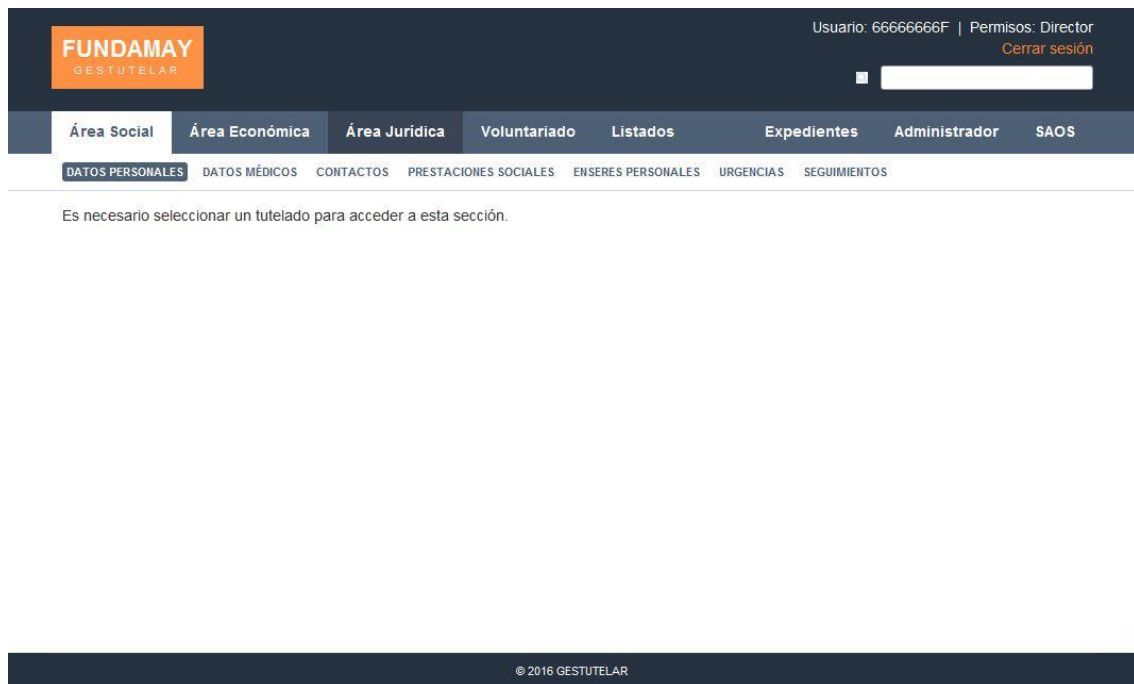 Usuario: 66666666F | Permisos: Director
Cerrar sesión
FUNDAMAY
GESTUTELAR
Área Social Área Económica Área Jurídica Voluntariado Listados Expedientes Administrador SAOS
DATOS PERSONALES DATOS MÉDICOS CONTACTOS PRESTACIONES SOCIALES ENSERES PERSONALES URGENCIAS SEGUIMIENTOS
Es necesario seleccionar un tutelado para acceder a esta sección.
© 2016 GESTUTELAR